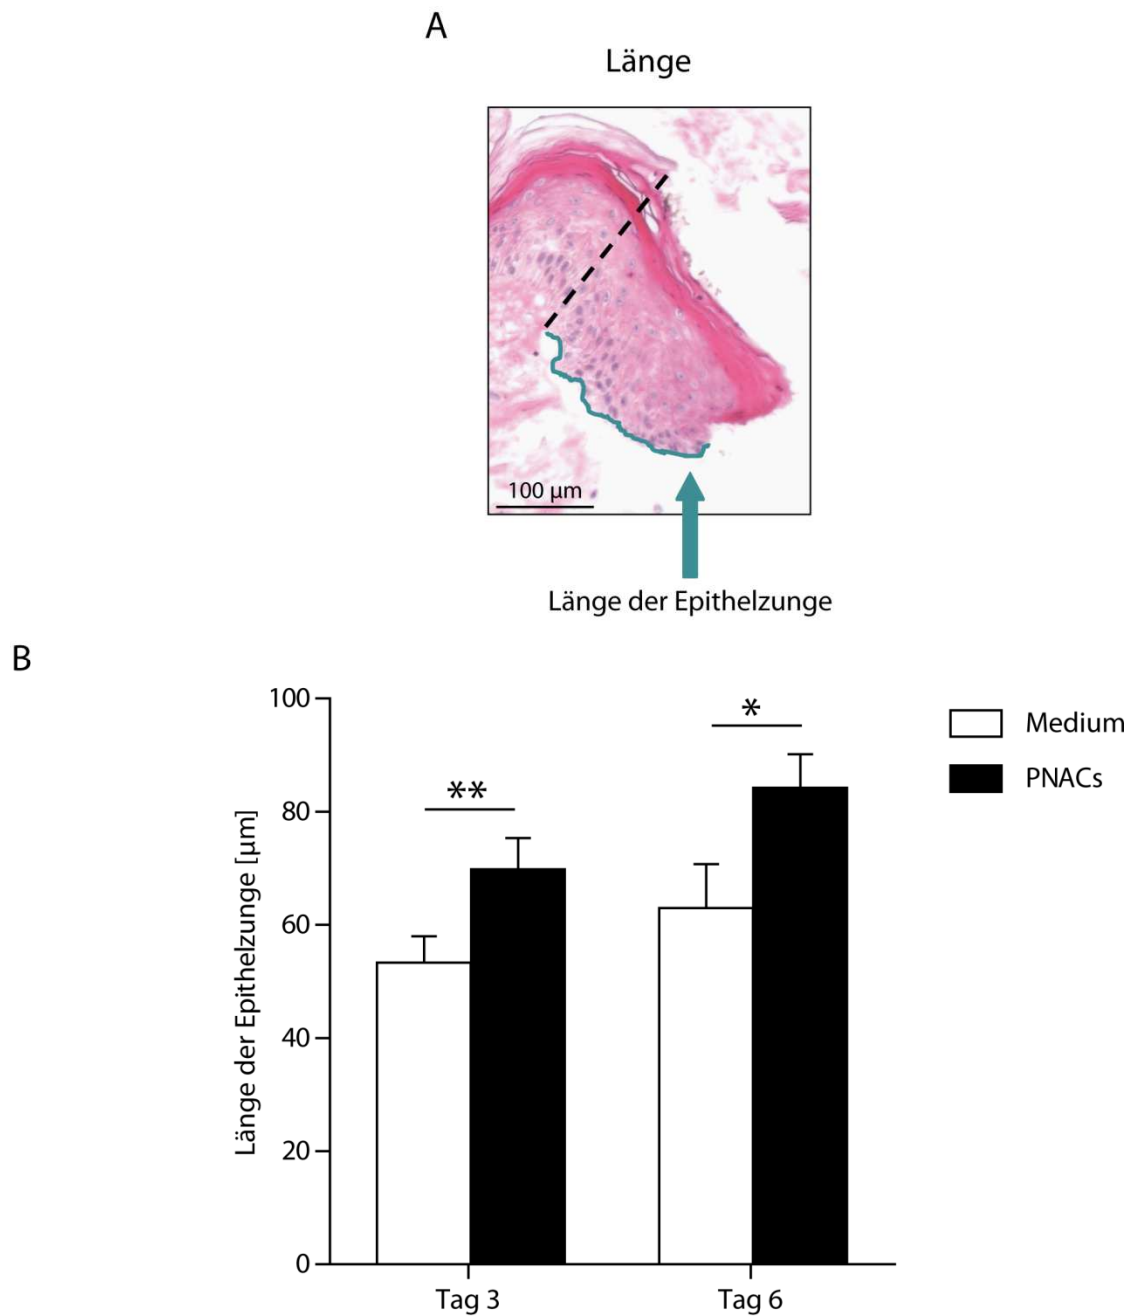 A
Länge
100 µm
Länge der Epithelzunge
B
Länge der Epithelzunge [µm]
100
80
60
40
20
0
**
*
Tag 3
Tag 6
Medium
PNACs